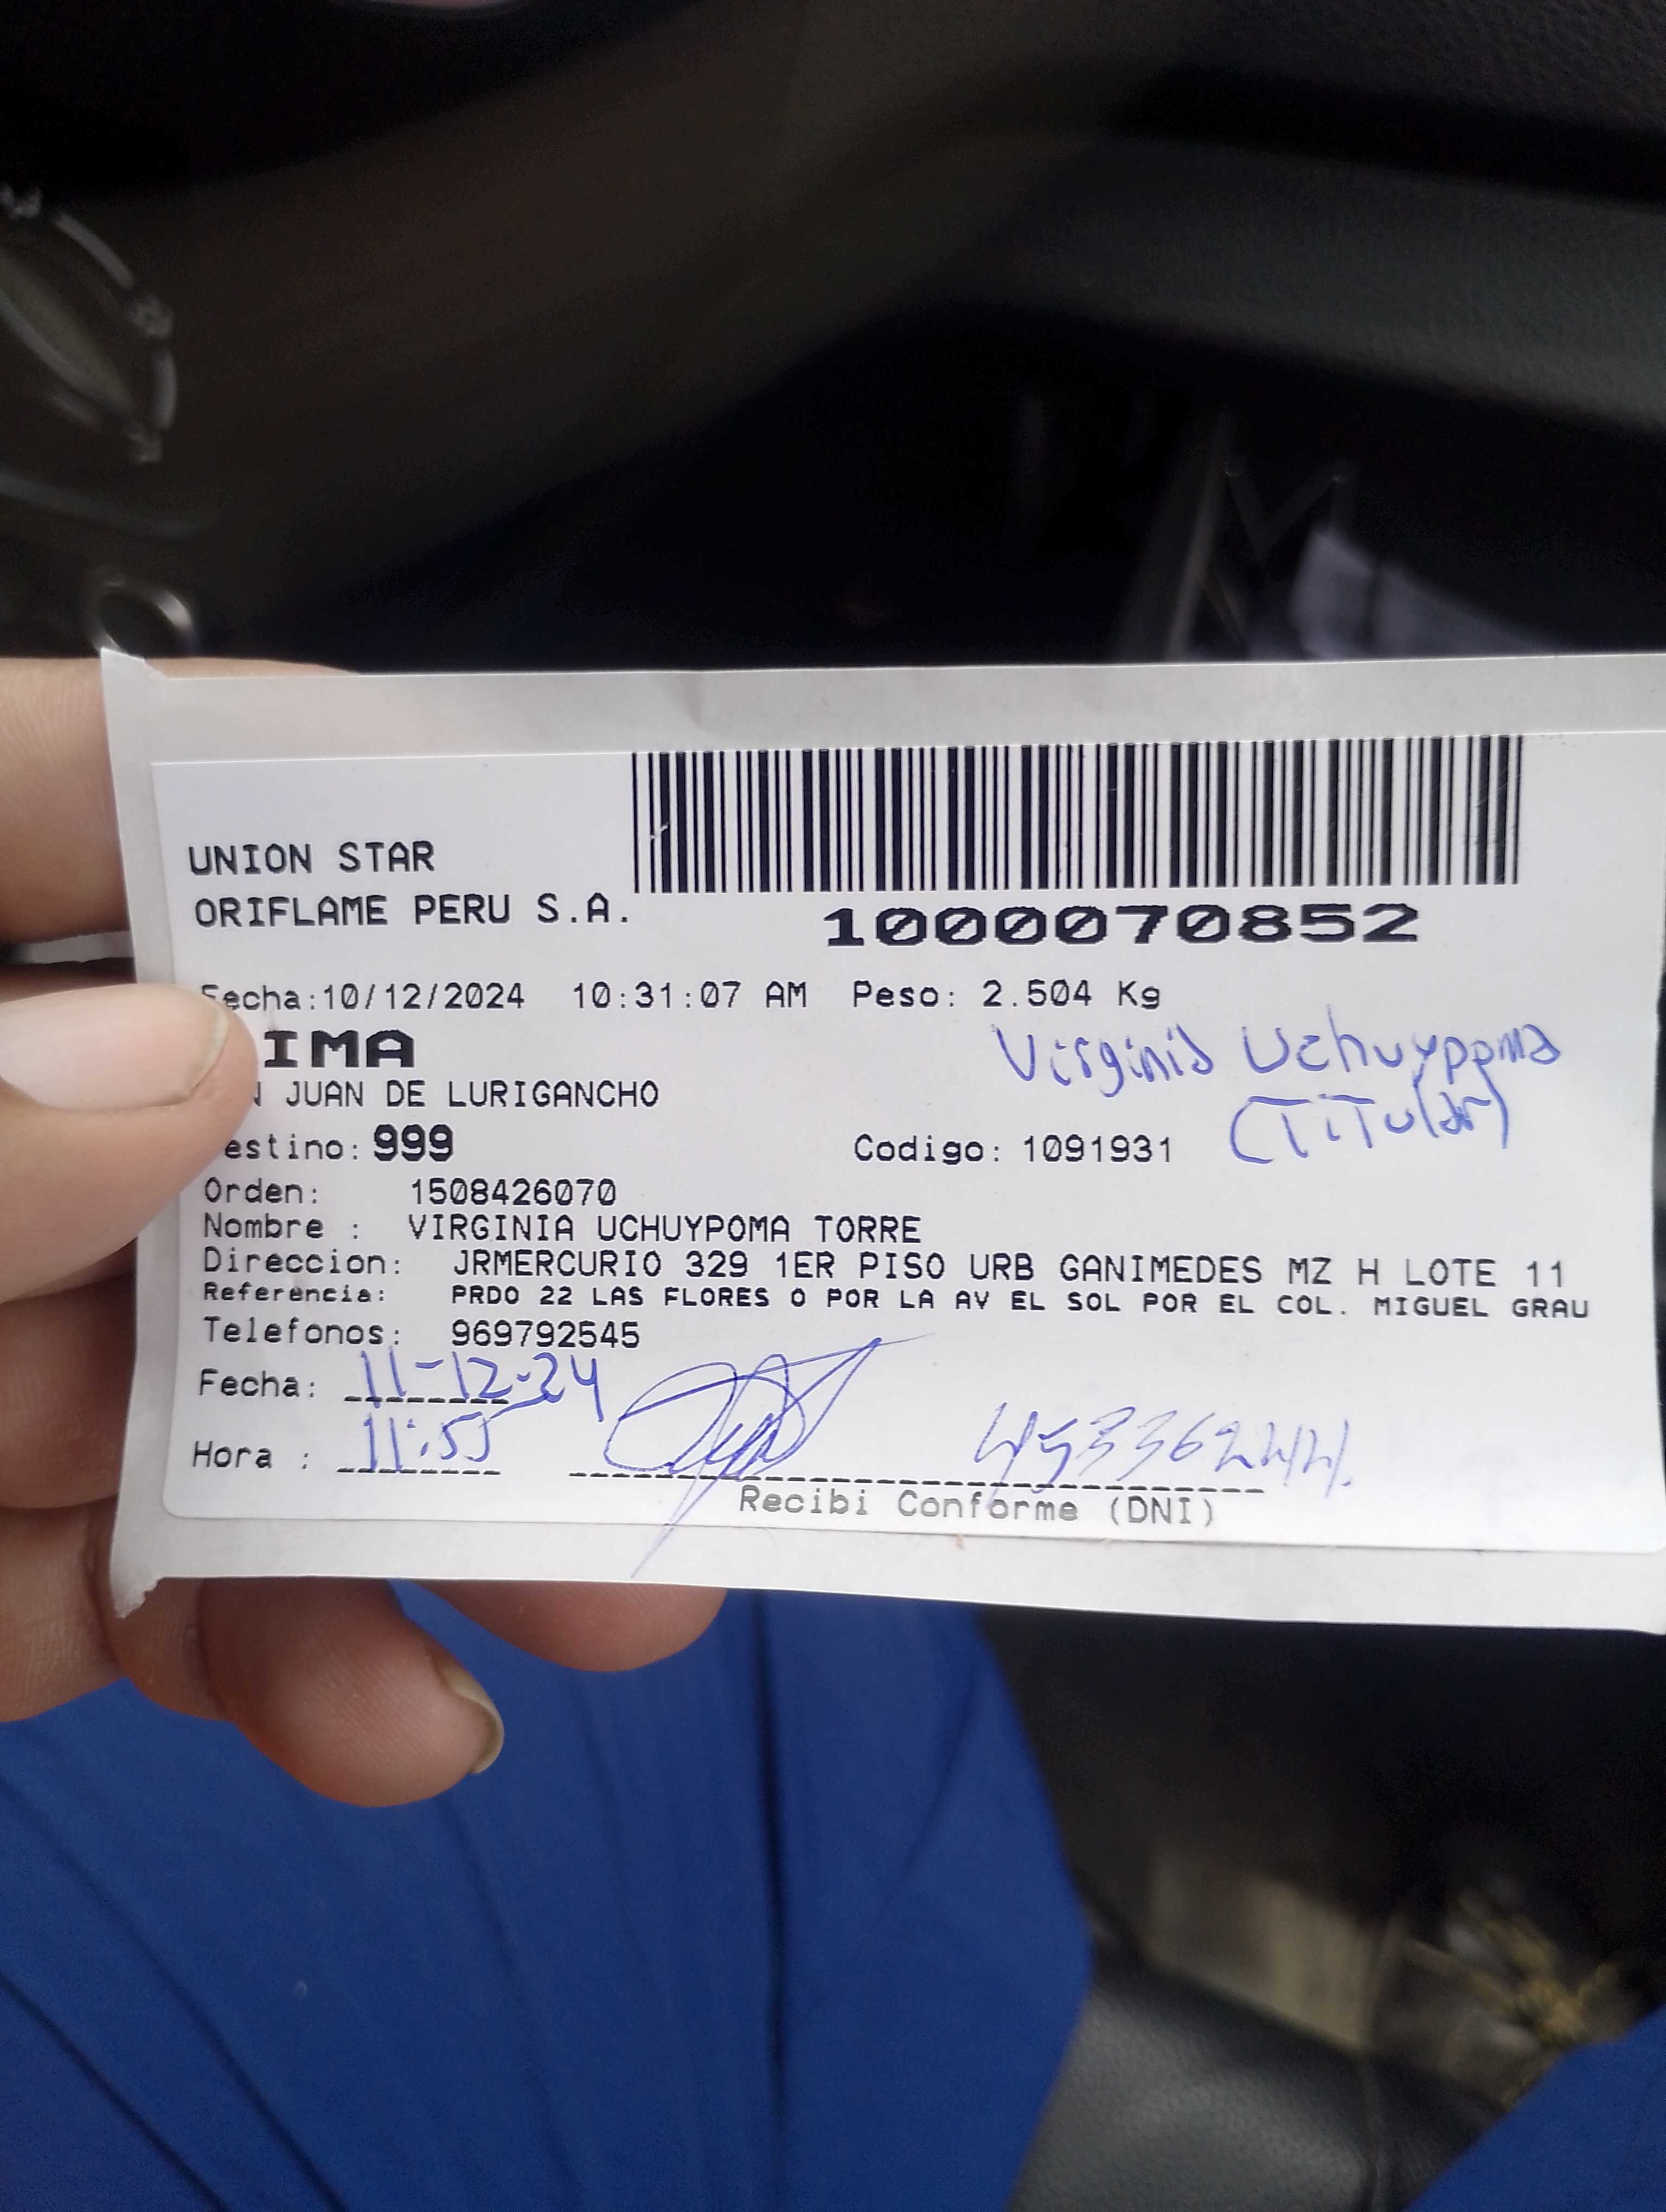 UNION STAR
ORIFLAME PERU S.A.
1000070852
Fecha:10/12/2024 10:31:07 AM Peso: 2.504 Kg
IMA
Virginia Uchuypoma
N JUAN DE LURIGANCHO
(Titular)
estino: 999 Codigo: 1091931
Orden: 1508426070
Nombre : VIRGINIA UCHUYPOMA TORRE
Direccion: JRMERCURIO 329 1ER PISO URB GANIMEDES MZ H LOTE 11
Referencia: PRDO 22 LAS FLORES O POR LA AV EL SOL POR EL COL. MIGUEL GRAU
Telefonos: 969792545
Fecha: 11-12-24
Hora : 11:55 45336244.
Recibi Conforme (DNI)